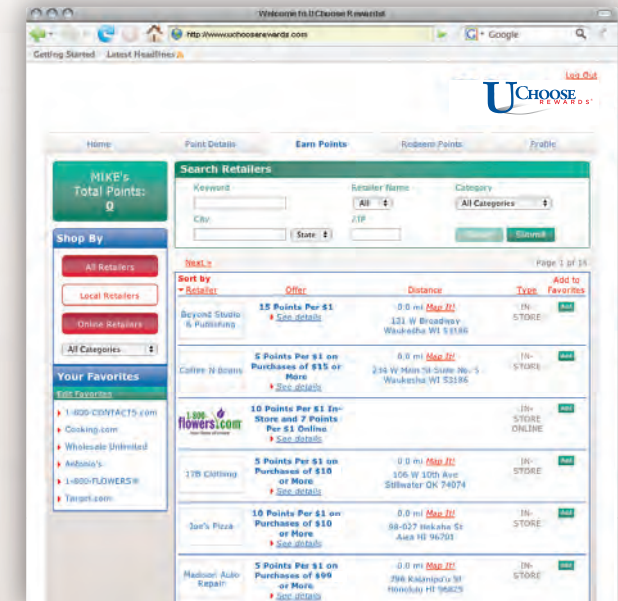 Welcome to UChoose Rewards!
http://www.uchooserewards.com
Google
Getting Started Latest Headlines
Log Out
UCHOOSE
REWARDS
Home Point Details Earn Points Redeem Points Profile
MIKE's
Total Points:
0
Search Retailers
Keyword Retailer Name Category
All All Categories
City ZIP
State Submit
Shop By
All Retailers
Local Retailers
Online Retailers
All Categories
Your Favorites
Edit Favorites
1-800-CONTACTS.com
Cooking.com
Wholesale Unlimited
Antonio's
1-800-FLOWERS®
Target.com
Next » Page 1 of 16
Sort by Add to
Retailer Offer Distance Type Favorites
Beyond Studio
& Publishing
15 Points Per $1
See details
0.0 mi Map It!
121 W Broadway
Waukesha WI 53186
IN-
STORE
Add
Coffee N Beans
5 Points Per $1 on
Purchases of $15 or
More
See details
0.0 mi Map It!
234 W Main St Suite No. 5
Waukesha WI 53186
IN-
STORE
Add
1-800-
flowers.com
10 Points Per $1 In-
Store and 7 Points
Per $1 Online
See details
IN-
STORE
ONLINE
Add
17B Clothing
5 Points Per $1 on
Purchases of $10
or More
See details
0.0 mi Map It!
106 W 10th Ave
Stillwater OK 74074
IN-
STORE
Add
Joe's Pizza
10 Points Per $1 on
Purchases of $10
or More
See details
0.0 mi Map It!
98-027 Hekaha St
Aiea HI 96701
IN-
STORE
Add
Madison Auto
Repair
5 Points Per $1 on
Purchases of $99
or More
See details
0.0 mi Map It!
Honolulu HI 96825
IN-
STORE
Add